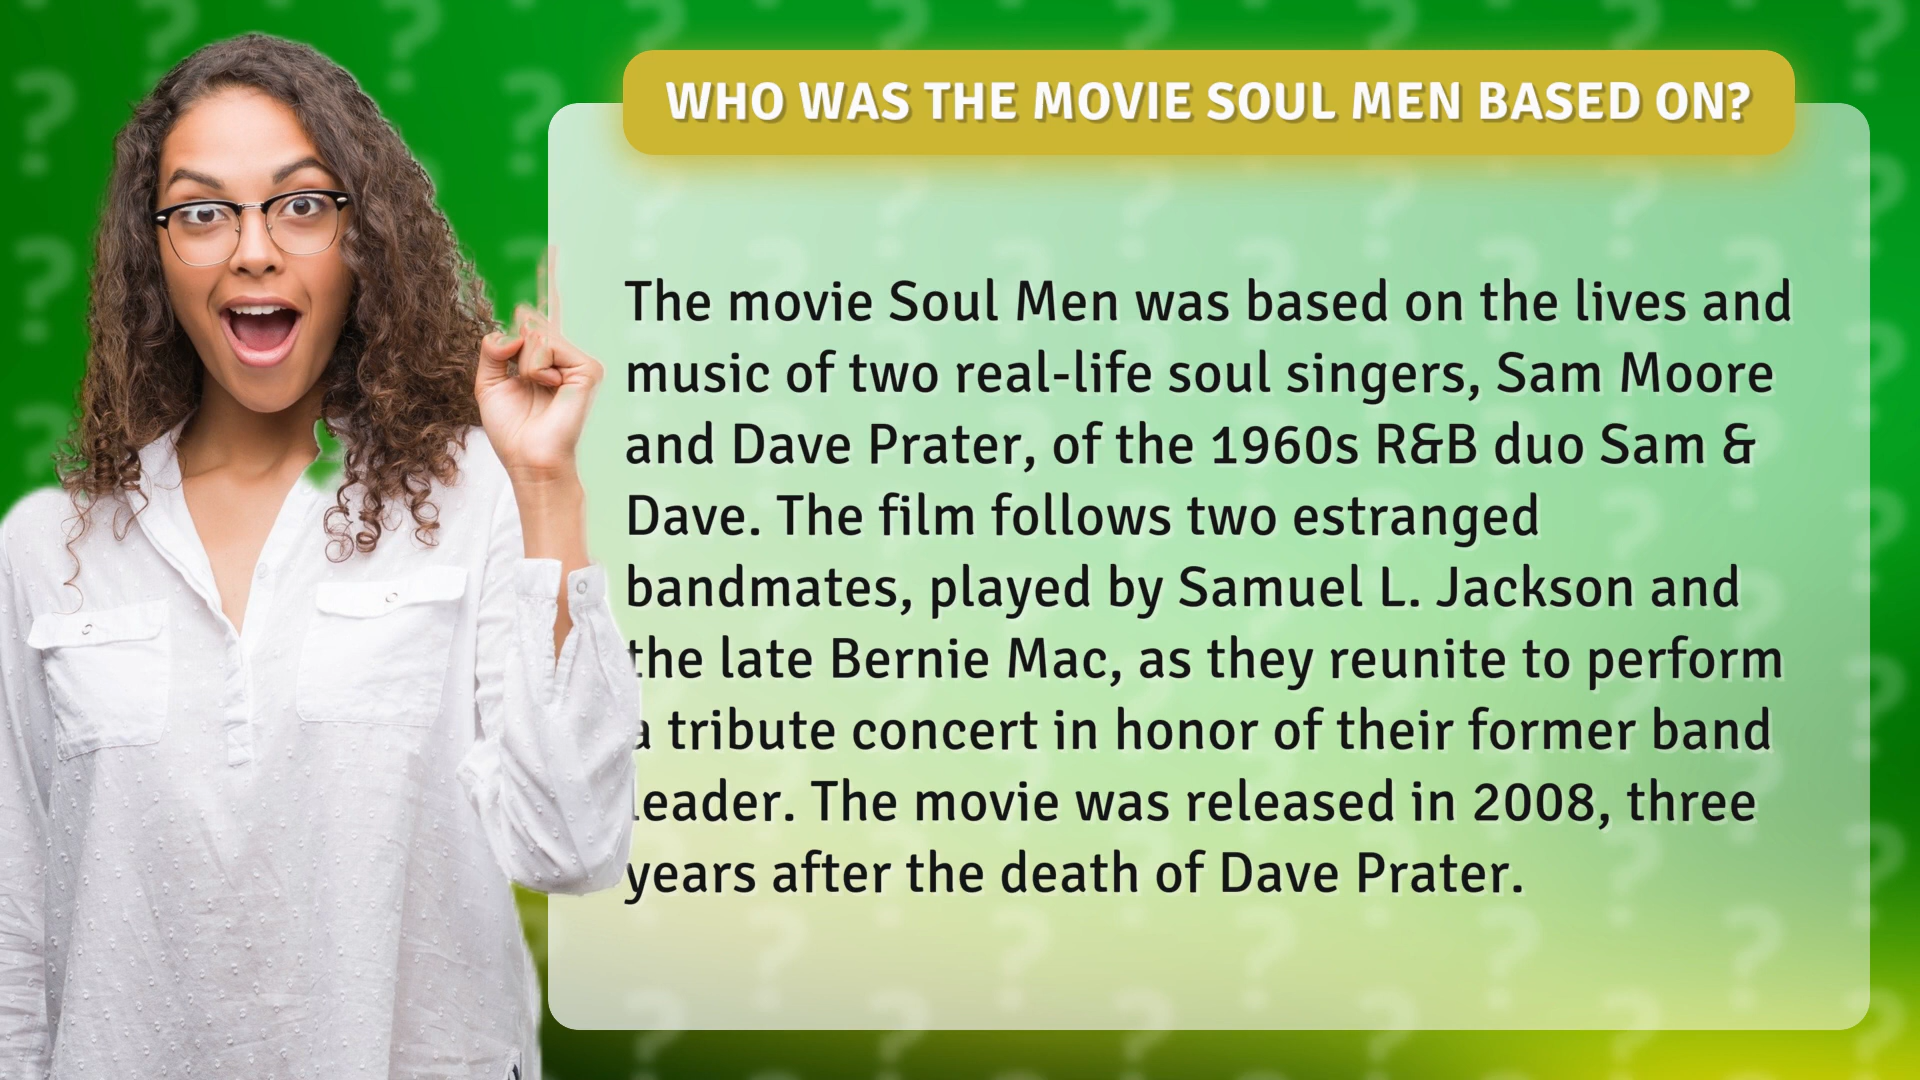 WHO WAS THE MOVIE SOUL MEN BASED ON?
The movie Soul Men was based on the lives and
music of two real-life soul singers, Sam Moore
and Dave Prater, of the 1960s R&B duo Sam &
Dave. The film follows two estranged
bandmates, played by Samuel L. Jackson and
the late Bernie Mac, as they reunite to perform
a tribute concert in honor of their former band
leader. The movie was released in 2008, three
years after the death of Dave Prater.